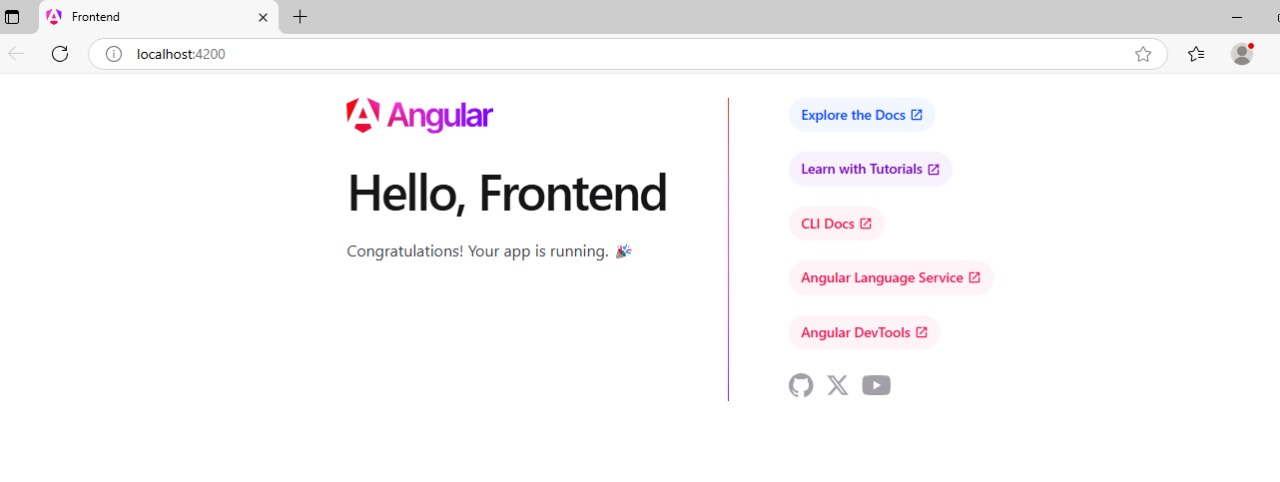 Frontend
localhost:4200
Angular
Hello, Frontend
Congratulations! Your app is running. 🎉
Explore the Docs
Learn with Tutorials
CLI Docs
Angular Language Service
Angular DevTools